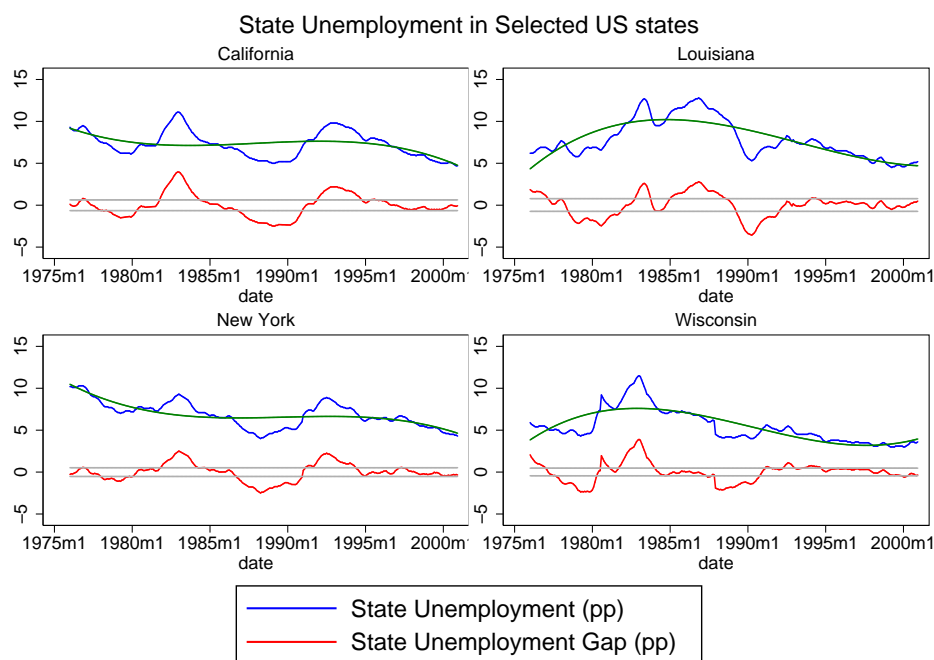 State Unemployment in Selected US states
California
15
10
5
0
−5
1975m1 1980m1 1985m1 1990m1 1995m1 2000m1
date
Louisiana
15
10
5
0
−5
1975m1 1980m1 1985m1 1990m1 1995m1 2000m1
date
New York
15
10
5
0
−5
1975m1 1980m1 1985m1 1990m1 1995m1 2000m1
date
Wisconsin
15
10
5
0
−5
1975m1 1980m1 1985m1 1990m1 1995m1 2000m1
date
State Unemployment (pp)
State Unemployment Gap (pp)